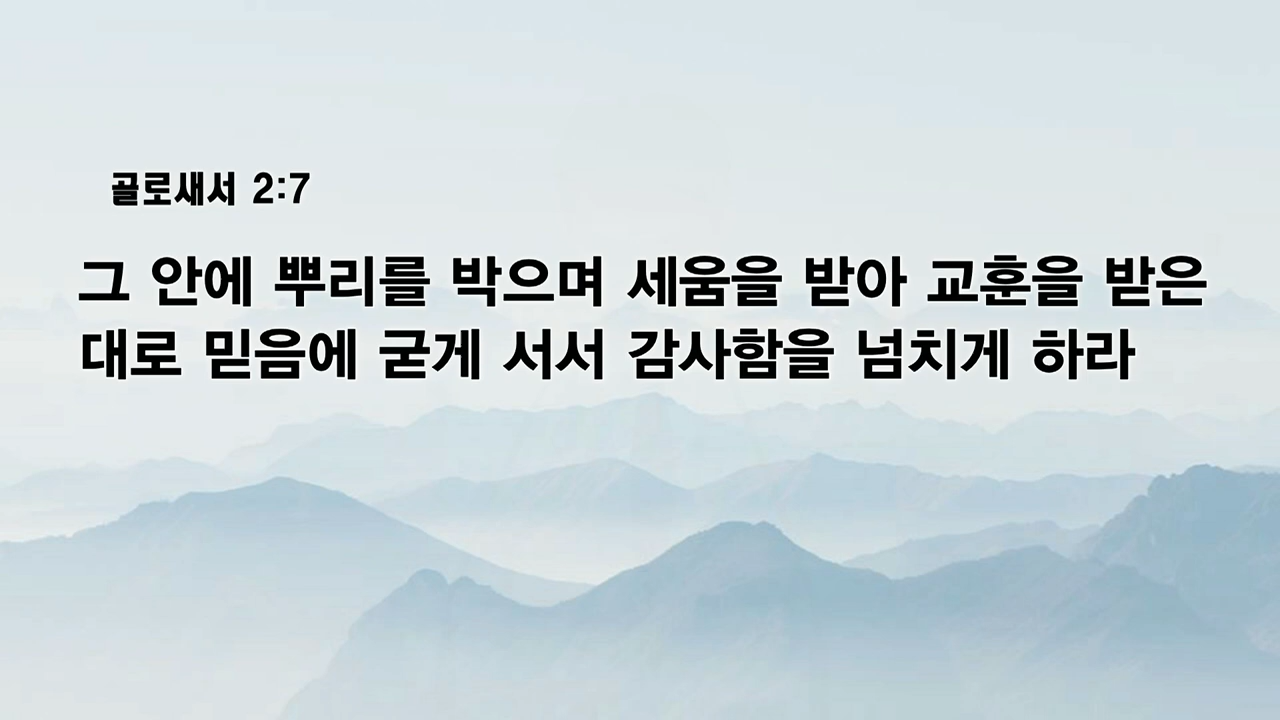 골로새서 2:7
그 안에 뿌리를 박으며 세움을 받아 교훈을 받은
대로 믿음에 굳게 서서 감사함을 넘치게 하라